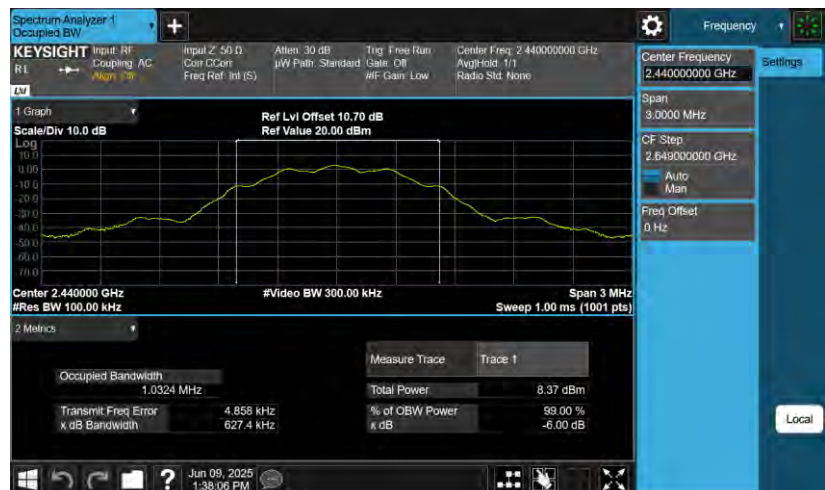 Spectrum Analyzer 1
Occupied BW
+
Frequency
KEYSIGHT
RL
Input: RF
Coupling: AC
Align: Off
Input Z: 50 Ω
Corr CCorr
Freq Ref: Int (S)
Atten: 30 dB
µW Path: Standard
Trig: Free Run
Gate: Off
#IF Gain: Low
Center Freq: 2.440000000 GHz
Avg|Hold: 1/1
Radio Std: None
LM
Center Frequency
2.440000000 GHz
Settings
Span
3.0000 MHz
CF Step
2.649000000 GHz
Auto
Man
Freq Offset
0 Hz
1 Graph
Scale/Div 10.0 dB
Ref Lvl Offset 10.70 dB
Ref Value 20.00 dBm
Log
10.0
0.00
-10.0
-20.0
-30.0
-40.0
-50.0
-60.0
-70.0
Center 2.440000 GHz
#Video BW 300.00 kHz
Span 3 MHz
#Res BW 100.00 kHz
Sweep 1.00 ms (1001 pts)
2 Metrics
Measure Trace
Trace 1
Occupied Bandwidth
1.0324 MHz
Total Power
8.37 dBm
Transmit Freq Error
4.858 kHz
% of OBW Power
99.00 %
x dB Bandwidth
627.4 kHz
x dB
-6.00 dB
Local
?
Jun 09, 2025
1:38:06 PM